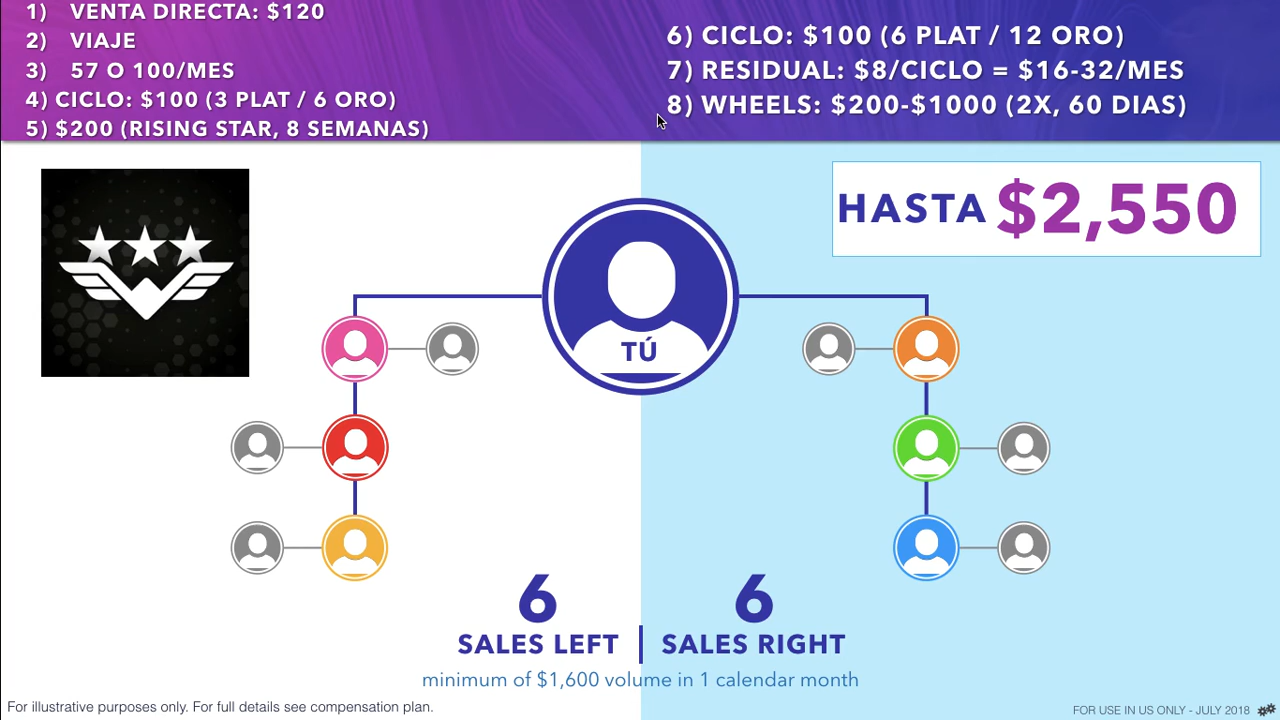 1) VENTA DIRECTA: $120
2) VIAJE
3) 57 O 100/MES
4) CICLO: $100 (3 PLAT / 6 ORO)
5) $200 (RISING STAR, 8 SEMANAS)
6) CICLO: $100 (6 PLAT / 12 ORO)
7) RESIDUAL: $8/CICLO = $16-32/MES
8) WHEELS: $200-$1000 (2X, 60 DIAS)
HASTA $2,550
TÚ
6
SALES LEFT
6
SALES RIGHT
minimum of $1,600 volume in 1 calendar month
For illustrative purposes only. For full details see compensation plan.
FOR USE IN US ONLY - JULY 2018